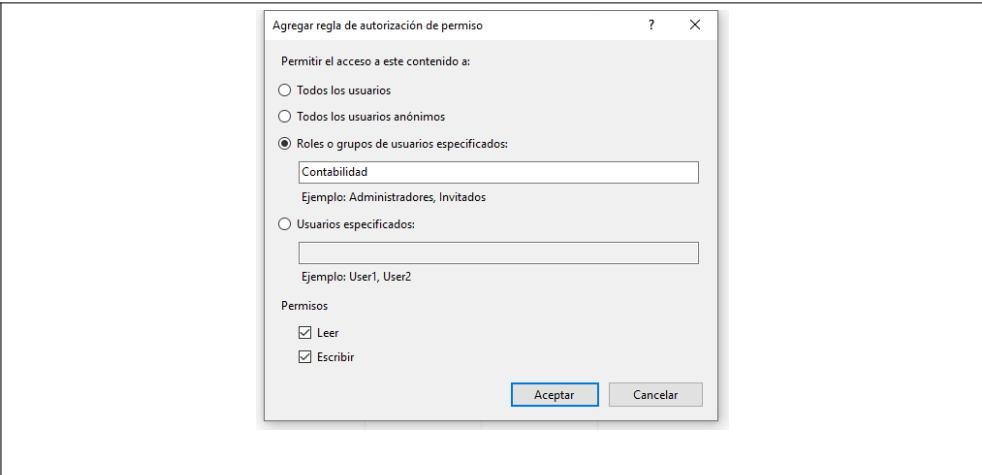 Agregar regla de autorización de permiso
Permitir el acceso a este contenido a:
Todos los usuarios
Todos los usuarios anónimos
Roles o grupos de usuarios especificados:
Contabilidad
Ejemplo: Administradores, Invitados
Usuarios especificados:
Ejemplo: User1, User2
Permisos
Leer
Escribir
Aceptar Cancelar